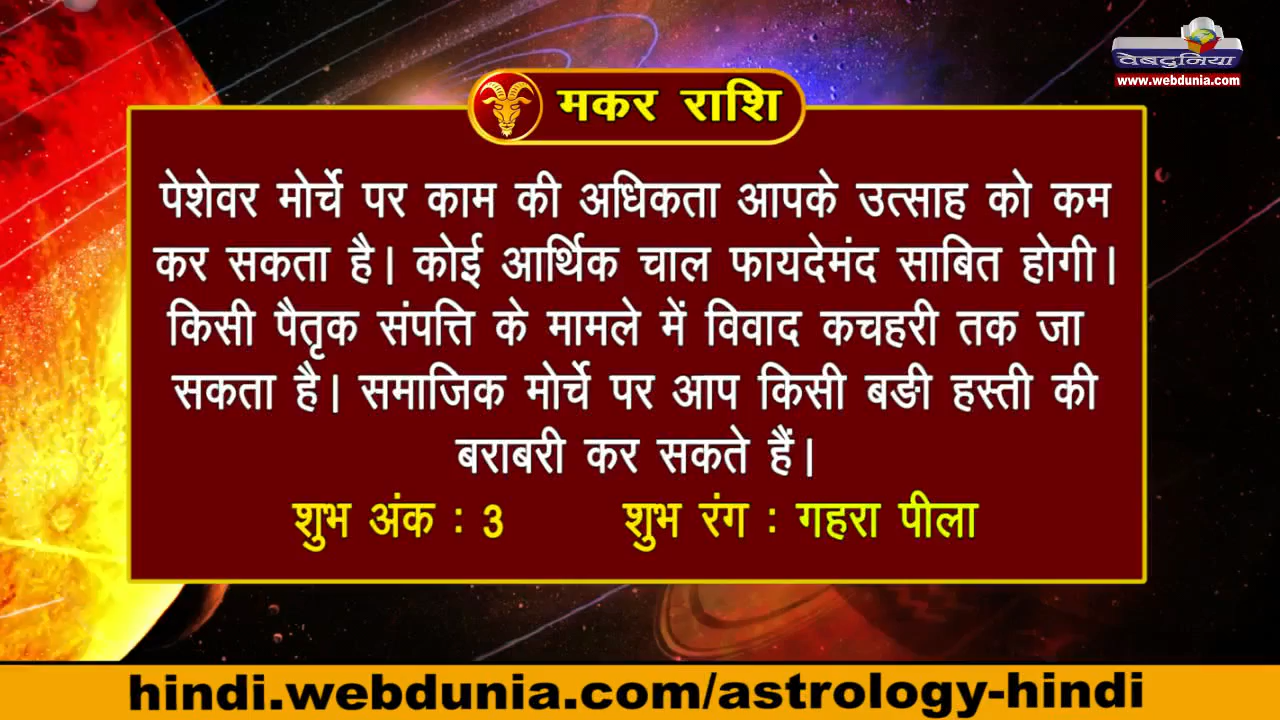 वेबदुनिया
www.webdunia.com
मकर राशि
पेशेवर मोर्चे पर काम की अधिकता आपके उत्साह को कम
कर सकता है। कोई आर्थिक चाल फायदेमंद साबित होगी।
किसी पैतृक संपत्ति के मामले में विवाद कचहरी तक जा
सकता है। समाजिक मोर्चे पर आप किसी बङी हस्ती की
बराबरी कर सकते हैं।
शुभ अंक : 3 शुभ रंग : गहरा पीला
hindi.webdunia.com/astrology-hindi